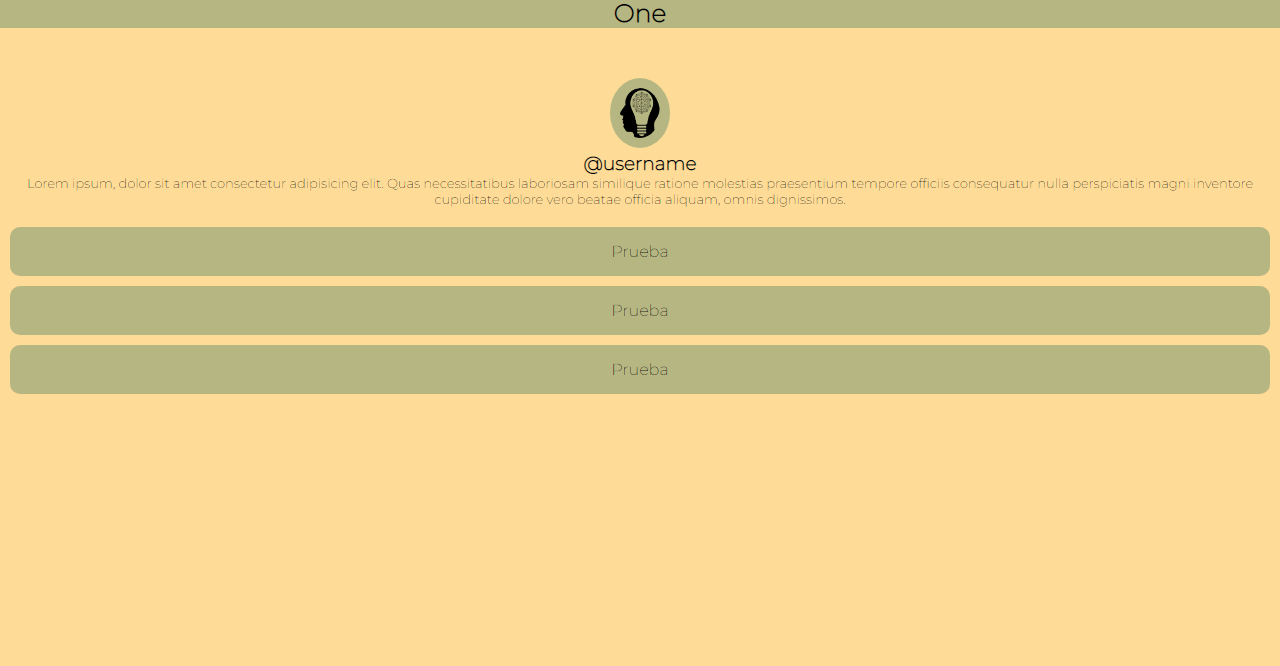 One
@username
Lorem ipsum, dolor sit amet consectetur adipisicing elit. Quas necessitatibus laboriosam similique ratione molestias praesentium tempore officiis consequatur nulla perspiciatis magni inventore
cupiditate dolore vero beatae officia aliquam, omnis dignissimos.
Prueba
Prueba
Prueba